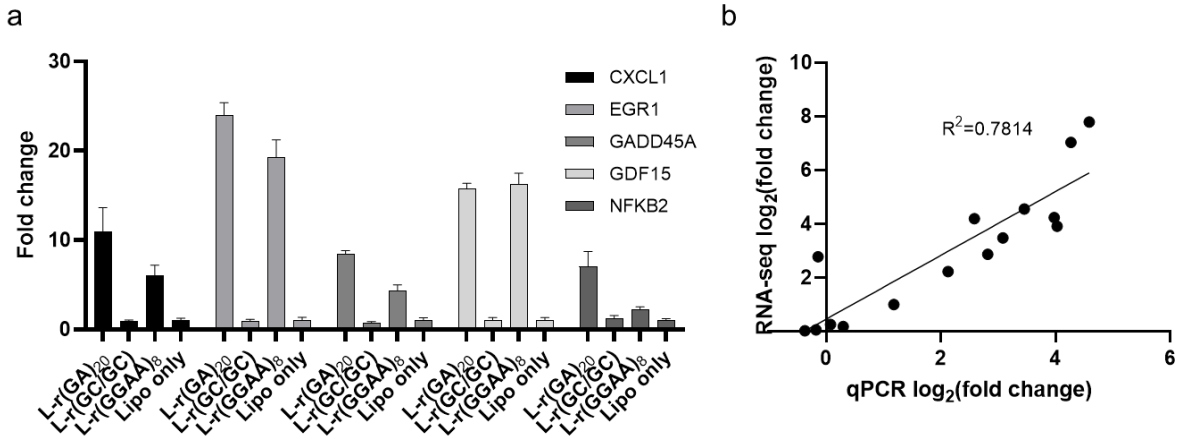 a
Fold change
30
20
10
0
CXCL1
EGR1
GADD45A
GDF15
NFKB2
L-r(GA)20
L-r(GC/GC)
L-r(GGAA)8
Lipo only
L-r(GA)20
L-r(GC/GC)
L-r(GGAA)8
Lipo only
L-r(GA)20
L-r(GC/GC)
L-r(GGAA)8
Lipo only
L-r(GA)20
L-r(GC/GC)
L-r(GGAA)8
Lipo only
L-r(GA)20
L-r(GC/GC)
L-r(GGAA)8
Lipo only
b
RNA-seq log2(fold change)
10
8
6
4
2
R2=0.7814
0
2
4
6
qPCR log2(fold change)